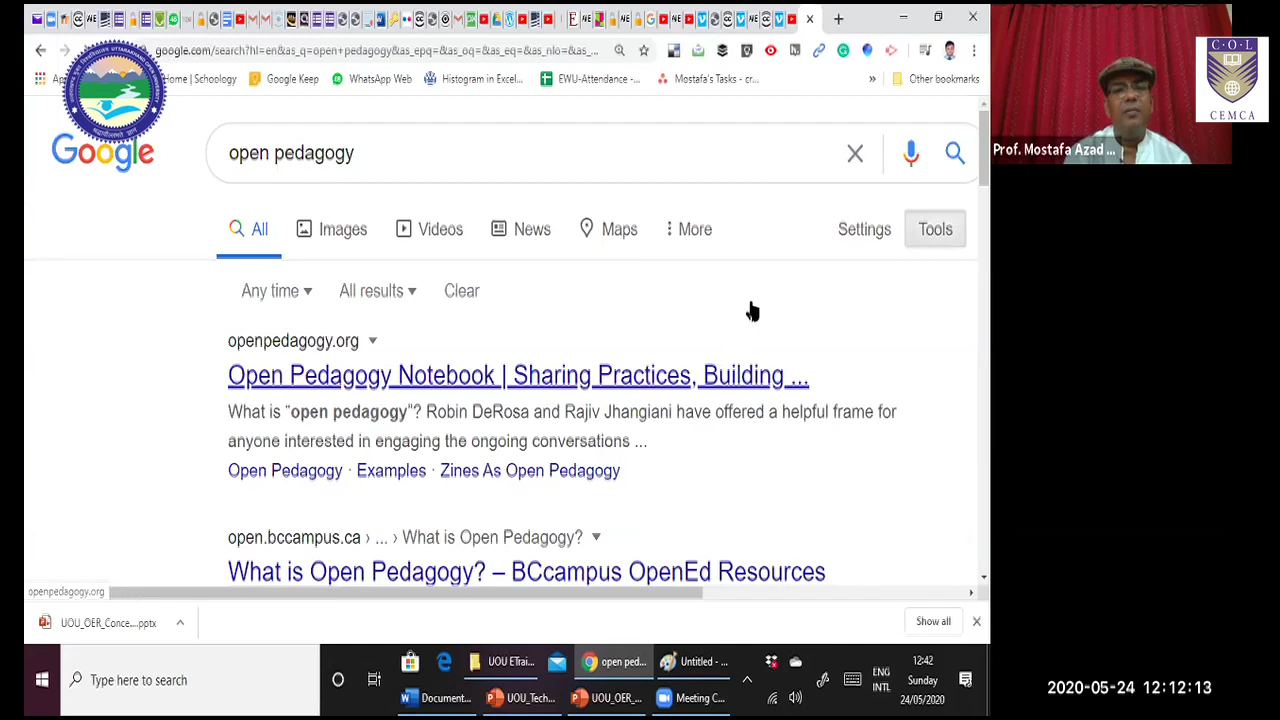 google.com/search?hl=en&as_q=open+pedagogy&as_epq=&as_oq=&as_eq=&as_nlo=&as_...
Home | Schoology
Google Keep
WhatsApp Web
Histogram in Excel...
EWU-Attendance -...
Mostafa's Tasks - cr...
»
Other bookmarks
Google
open pedagogy
All
Images
Videos
News
Maps
More
Settings
Tools
Any time
All results
Clear
openpedagogy.org
Open Pedagogy Notebook | Sharing Practices, Building ...
What is "open pedagogy"? Robin DeRosa and Rajiv Jhangiani have offered a helpful frame for
anyone interested in engaging the ongoing conversations ...
Open Pedagogy · Examples · Zines As Open Pedagogy
open.bccampus.ca › ... › What is Open Pedagogy?
What is Open Pedagogy? – BCcampus OpenEd Resources
openpedagogy.org
UOU_OER_Conce....pptx
Show all
Type here to search
UOU ETrai...
open ped...
Untitled - ...
Document...
UOU_Tech...
UOU_OER_...
Meeting C...
ENG
INTL
12:42
Sunday
24/05/2020
Prof. Mostafa Azad ...
C.O.L
CEMCA
2020-05-24 12:12:13